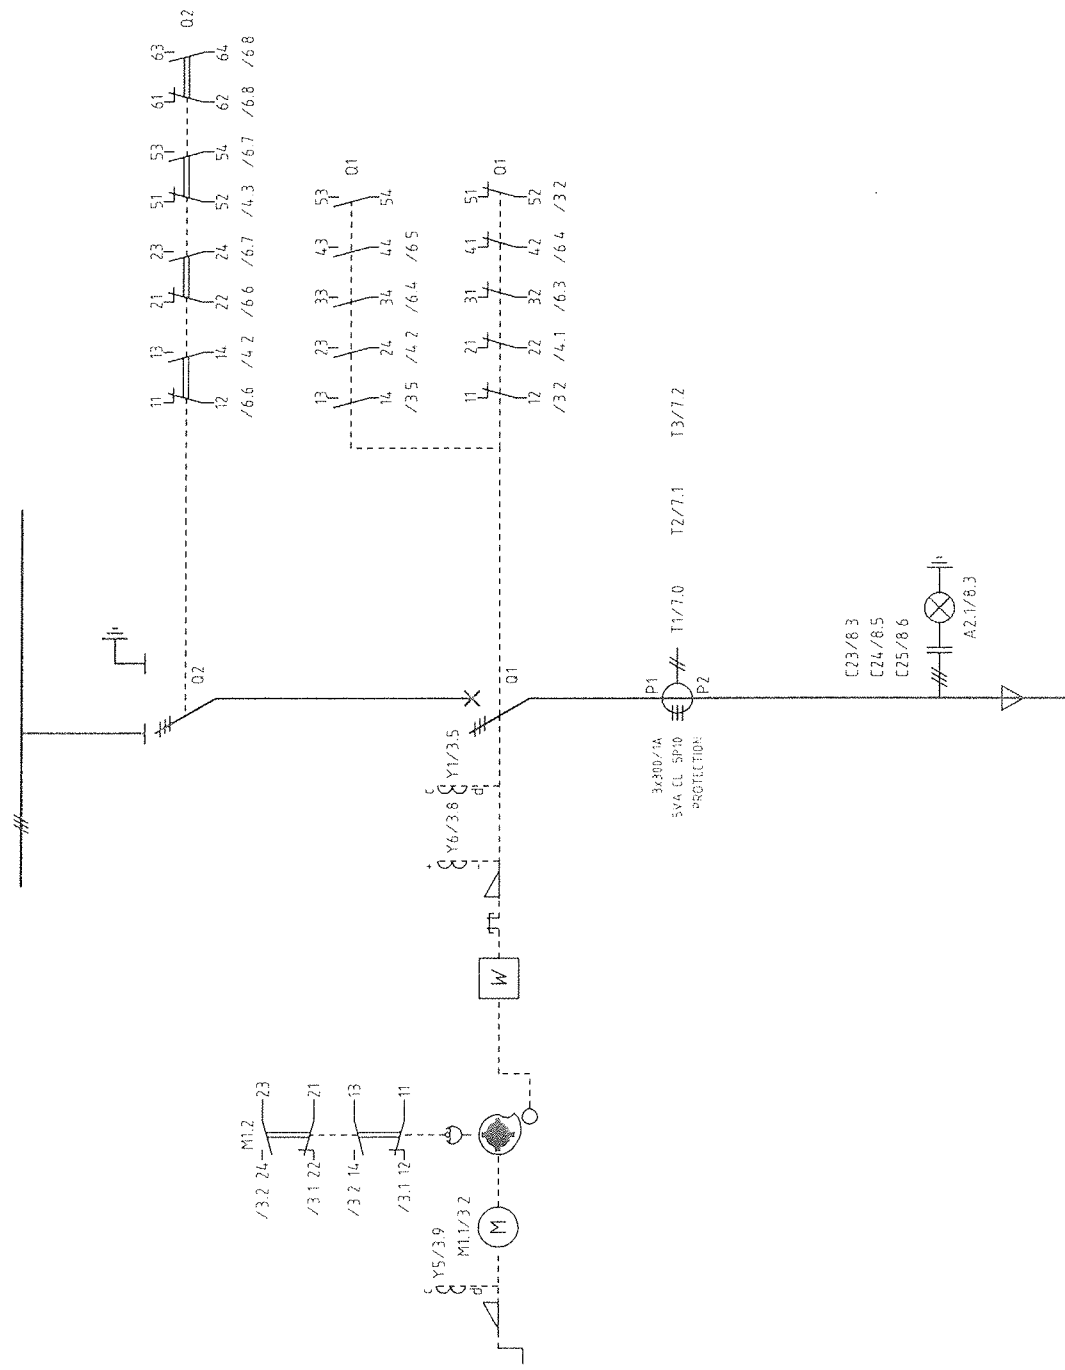 Q2
61 63
62 64
/6.8 /6.8
51 53
52 54
/4.3 /6.7
21 23
22 24
/6.6 /6.7
11 13
12 14
/6.6 /4.2
Q1
13 23 33 43 53
14 24 34 44 54
/3.5 /4.2 /6.4 /6.5
Q1
11 21 31 41 51
12 22 32 42 52
/3.2 /4.1 /6.3 /6.4 /3.2
Q2
Q1
P1
P2
T1/7.0 T2/7.1 T3/7.2
3x300/1A
5VA CL 5P10
PROTECTION
C23/8.3
C24/8.5
C25/8.6
A2.1/8.3
c Y1/3.5
d
+ Y6/3.8
-
W
M1.2
/3.2 24 23
/3.1 22 21
/3.2 14 13
/3.1 12 11
M
M1.1/3.2
c Y5/3.9
d